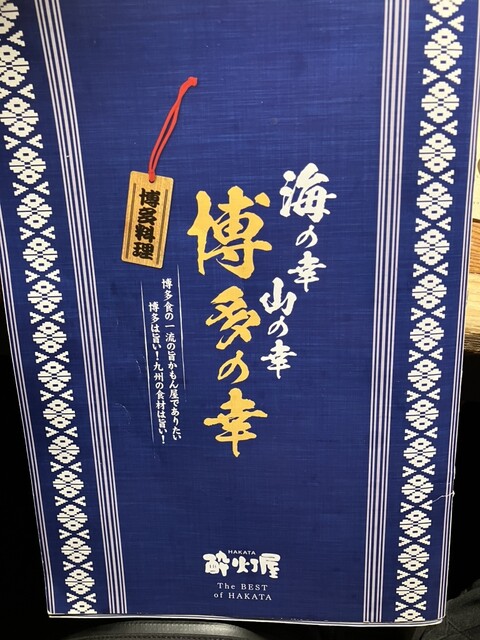 海の幸山の幸
博多の幸
博多料理
博多食の一流の旨かもん屋でありたい
博多は旨い！九州の食材は旨い！
HAKATA
酔灯屋
The BEST
of HAKATA